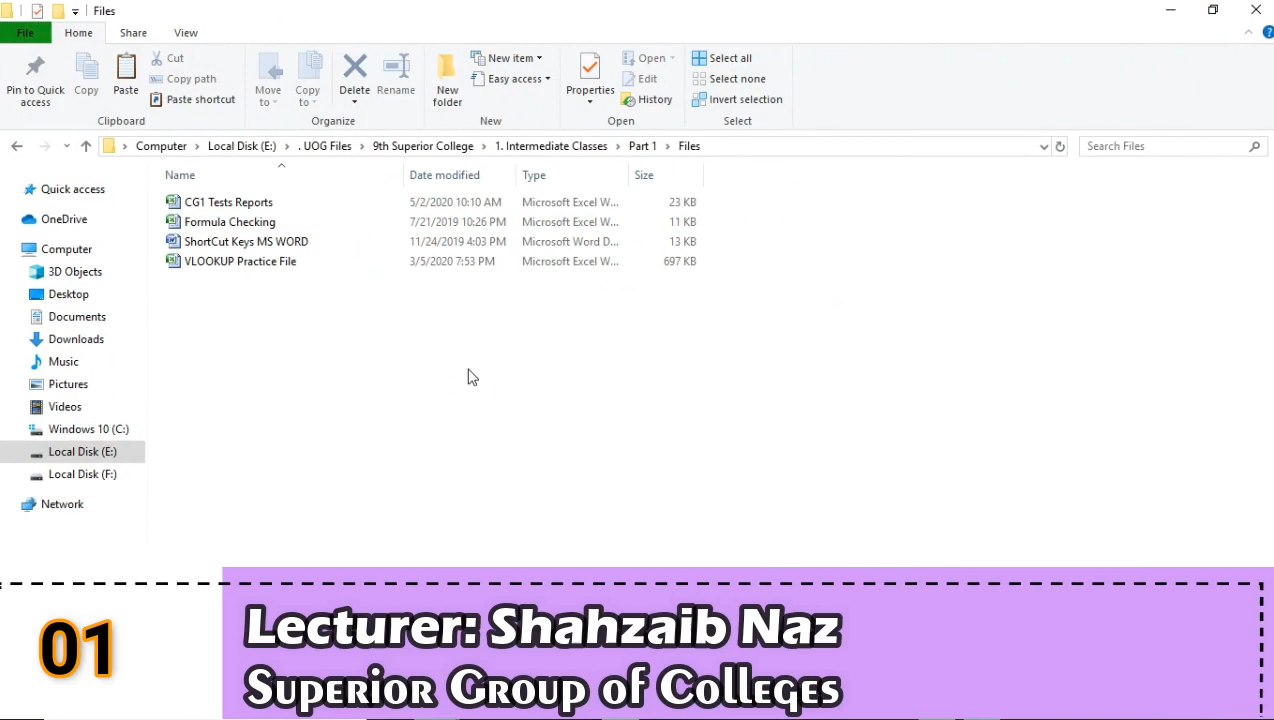 Files
File Home Share View
Pin to Quick access
Copy
Paste
Cut
Copy path
Paste shortcut
Clipboard
Move to
Copy to
Delete
Rename
Organize
New folder
New item
Easy access
New
Properties
Open
Edit
History
Open
Select all
Select none
Invert selection
Select
Computer Local Disk (E:) . UOG Files 9th Superior College 1. Intermediate Classes Part 1 Files
Search Files
Name Date modified Type Size
CG1 Tests Reports 5/2/2020 10:10 AM Microsoft Excel W... 23 KB
Formula Checking 7/21/2019 10:26 PM Microsoft Excel W... 11 KB
ShortCut Keys MS WORD 11/24/2019 4:03 PM Microsoft Word D... 13 KB
VLOOKUP Practice File 3/5/2020 7:53 PM Microsoft Excel W... 697 KB
Quick access
OneDrive
Computer
3D Objects
Desktop
Documents
Downloads
Music
Pictures
Videos
Windows 10 (C:)
Local Disk (E:)
Local Disk (F:)
Network
01
Lecturer: Shahzaib Naz
Superior Group of Colleges